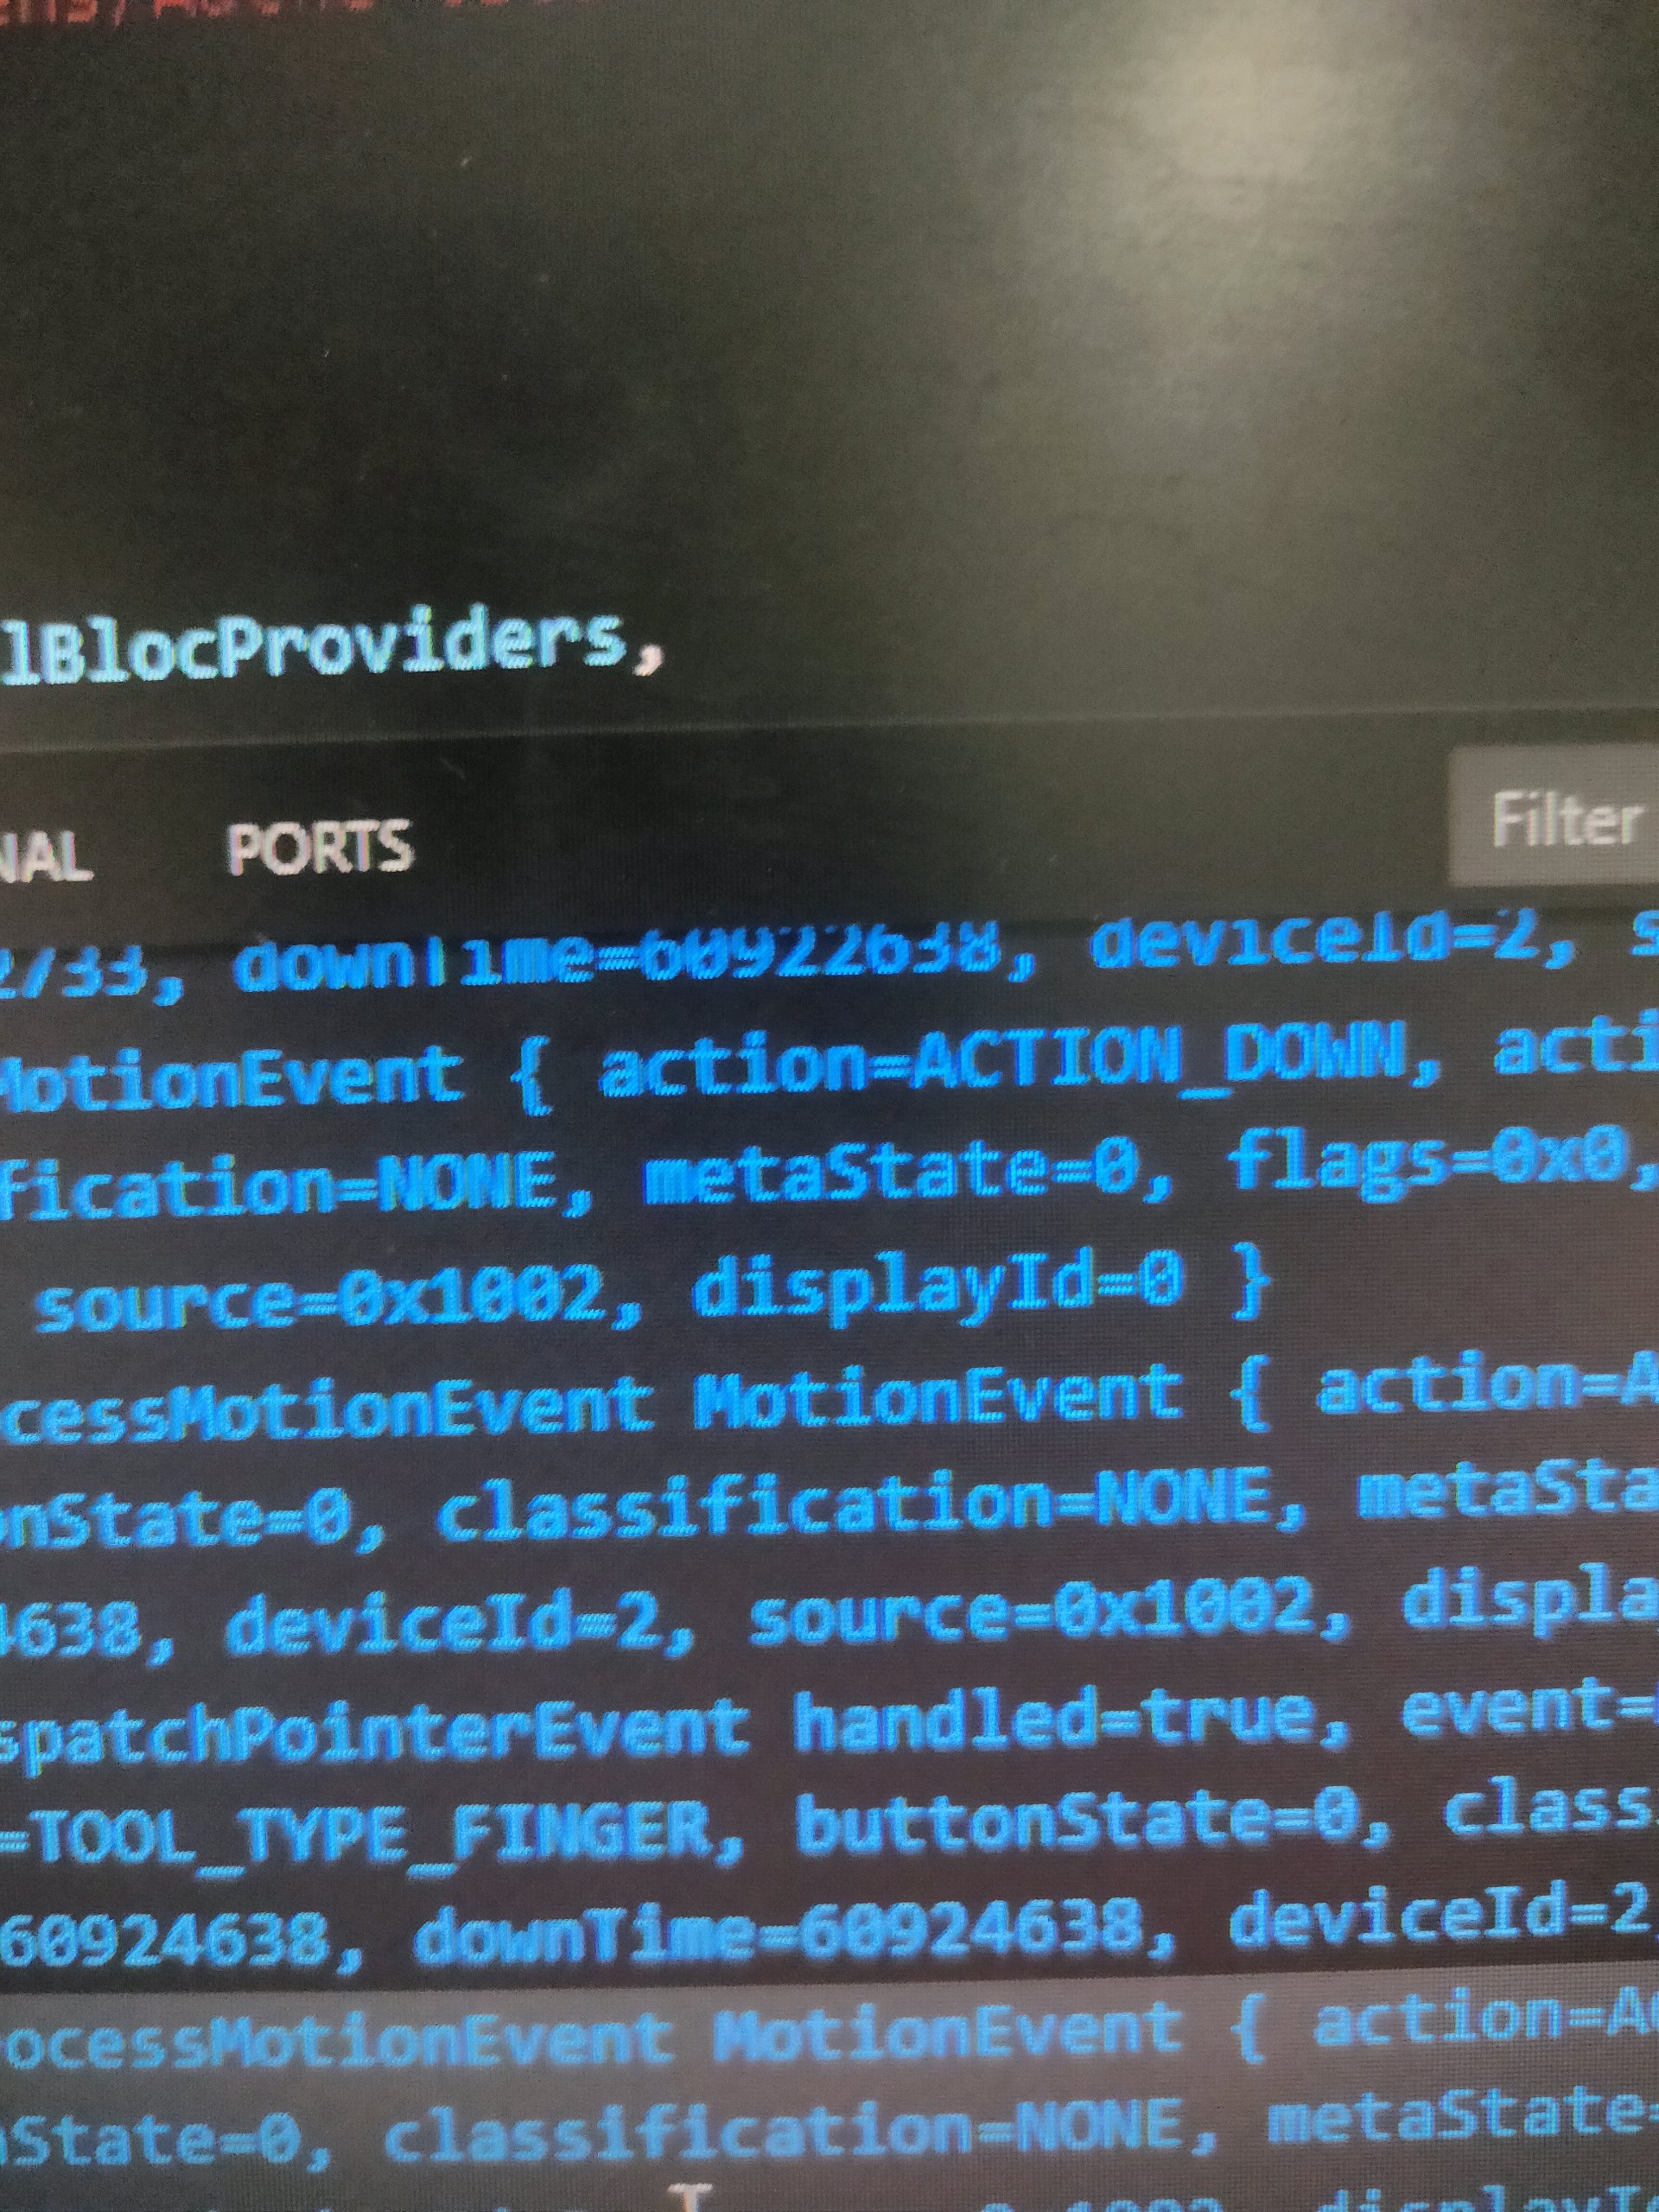 lBlocProviders,
NAL PORTS Filter
2733, downTime=60922638, deviceId=2, s
MotionEvent { action=ACTION_DOWN, acti
fication=NONE, metaState=0, flags=0x0,
source=0x1002, displayId=0 }
cessMotionEvent MotionEvent { action=A
onState=0, classification=NONE, metaSta
4638, deviceId=2, source=0x1002, displa
spatchPointerEvent handled=true, event=
=TOOL_TYPE_FINGER, buttonState=0, class
60924638, downTime=60924638, deviceId=2,
ocessMotionEvent MotionEvent { action=A
nState=0, classification=NONE, metaState=